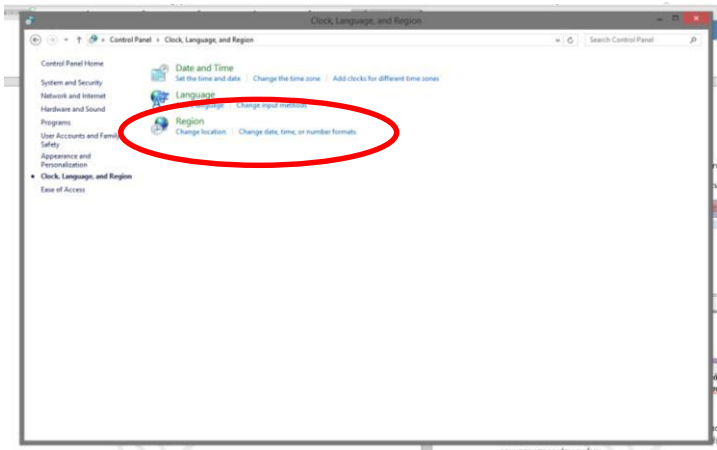 Clock, Language, and Region
Control Panel Clock, Language, and Region
Search Control Panel
Control Panel Home
System and Security
Network and Internet
Hardware and Sound
Programs
User Accounts and Family
Safety
Appearance and
Personalization
Clock, Language, and Region
Ease of Access
Date and Time
Set the time and date Change the time zone Add clocks for different time zones
Language
language Change input methods
Region
Change location Change date, time, or number formats